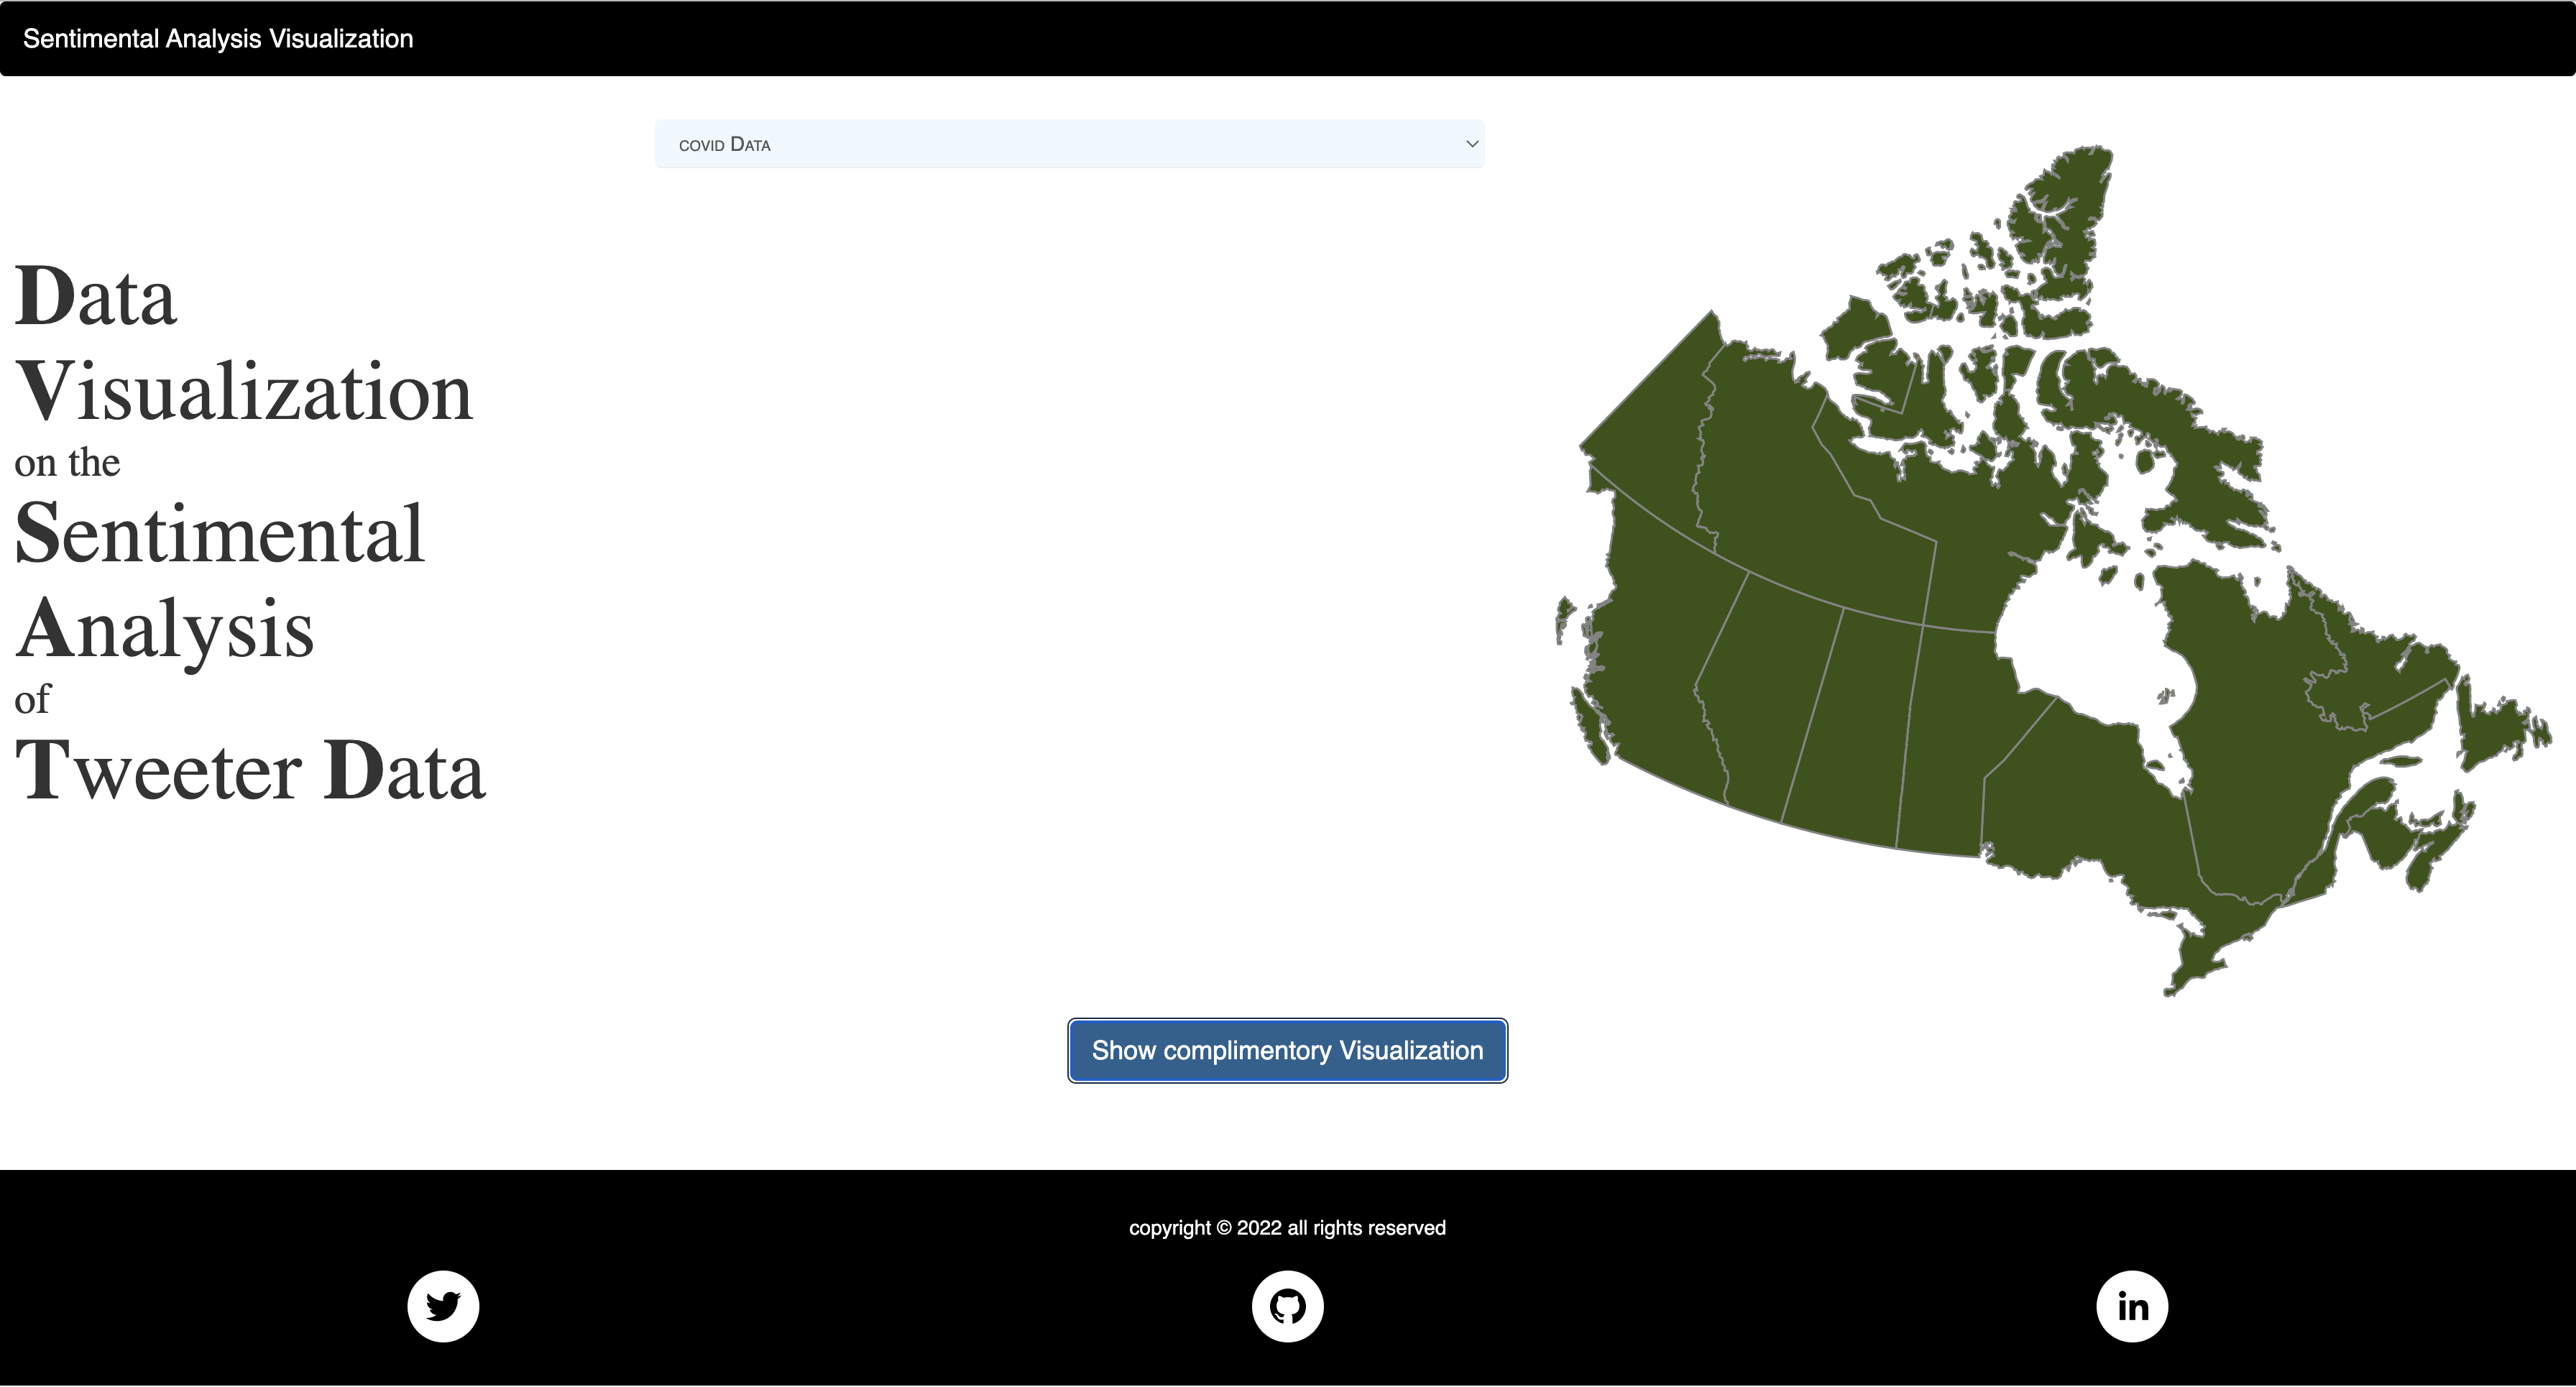 Sentimental Analysis Visualization
covid Data
Data
Visualization
on the
Sentimental
Analysis
of
Tweeter Data
Show complimentory Visualization
copyright © 2022 all rights reserved
in